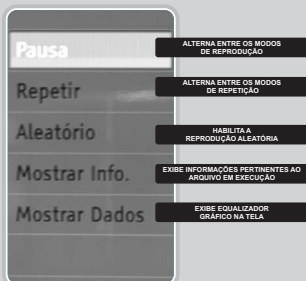 Pausa
ALTERNA ENTRE OS MODOS
DE REPRODUÇÃO
Repetir
ALTERNA ENTRE OS MODOS
DE REPETIÇÃO
Aleatório
HABILITA A
REPRODUÇÃO ALEATÓRIA
Mostrar Info.
EXIBE INFORMAÇÕES PERTINENTES AO
ARQUIVO EM EXECUÇÃO
Mostrar Dados
EXIBE EQUALIZADOR
GRÁFICO NA TELA